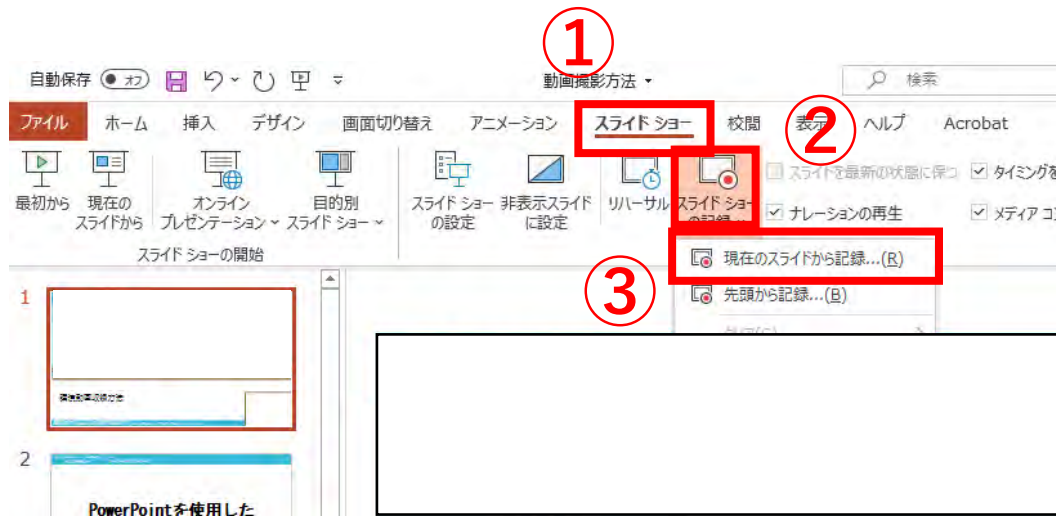 ①
自動保存 オフ
動画撮影方法
検索
ファイル ホーム 挿入 デザイン 画面切り替え アニメーション スライド ショー 校閲 表示 ヘルプ Acrobat
②
最初から
現在の
スライドから
オンライン
プレゼンテーション
目的別
スライド ショー
スライド ショーの開始
スライド ショー
の設定
非表示スライド
に設定
リハーサル
スライド ショー
の記録
スライドを最新の状態に保つ
タイミングを
ナレーションの再生
メディア コン
③
現在のスライドから記録...(R)
先頭から記録...(B)
1
2
PowerPointを使用した